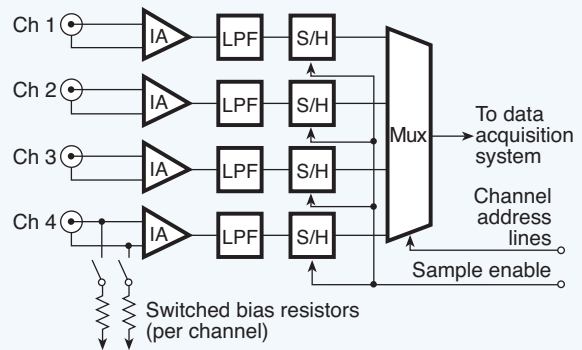 Ch 1
IA
LPF
S/H
Ch 2
IA
LPF
S/H
Ch 3
IA
LPF
S/H
Ch 4
IA
LPF
S/H
Mux
To data
acquisition
system
Channel
address
lines
Sample enable
Switched bias resistors
(per channel)